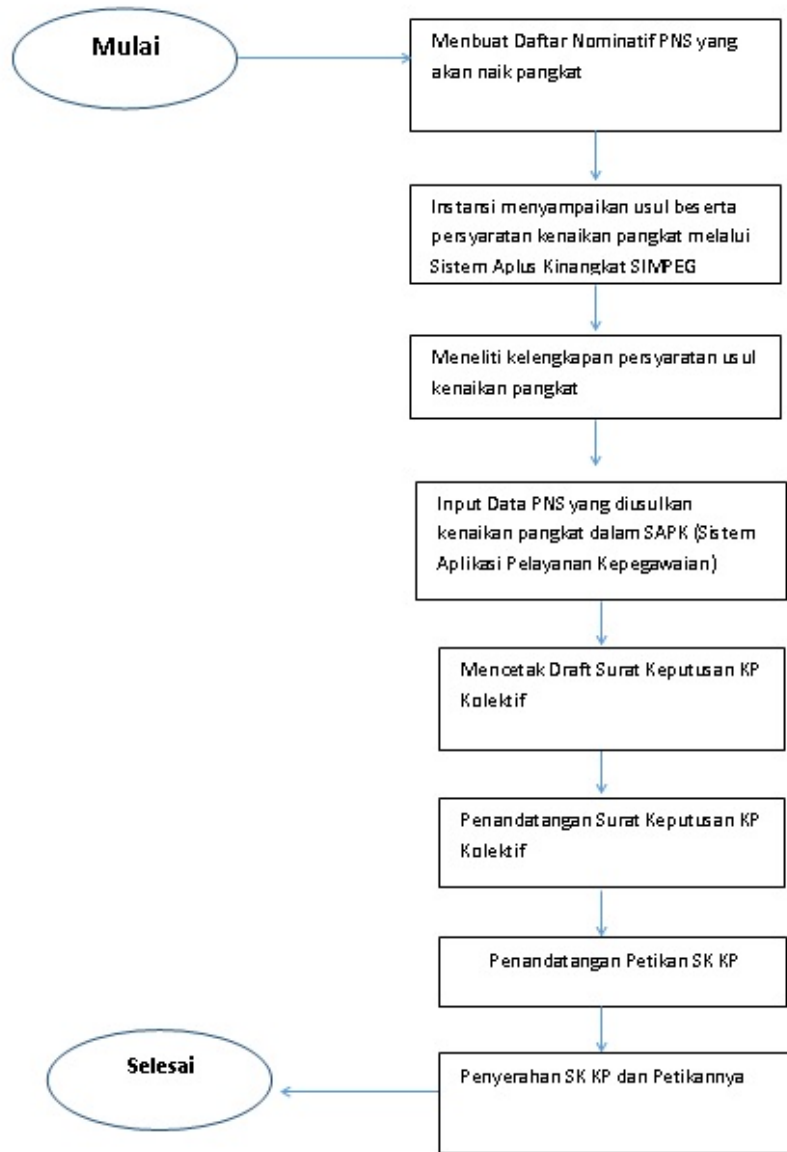 Mulai
Menbuat Daftar Nominatif PNS yang
akan naik pangkat
Instansi menyampaikan usul beserta
persyaratan kenaikan pangkat melalui
Sistem Aplus Kinangkat SIMPEG
Meneliti kelengkapan persyaratan usul
kenaikan pangkat
Input Data PNS yang diusulkan
kenaikan pangkat dalam SAPK (Sistem
Aplikasi Pelayanan Kepegawaian)
Mencetak Draft Surat Keputusan KP
Kolektif
Penandatangan Surat Keputusan KP
Kolektif
Penandatangan Petikan SK KP
Penyerahan SK KP dan Petikannya
Selesai